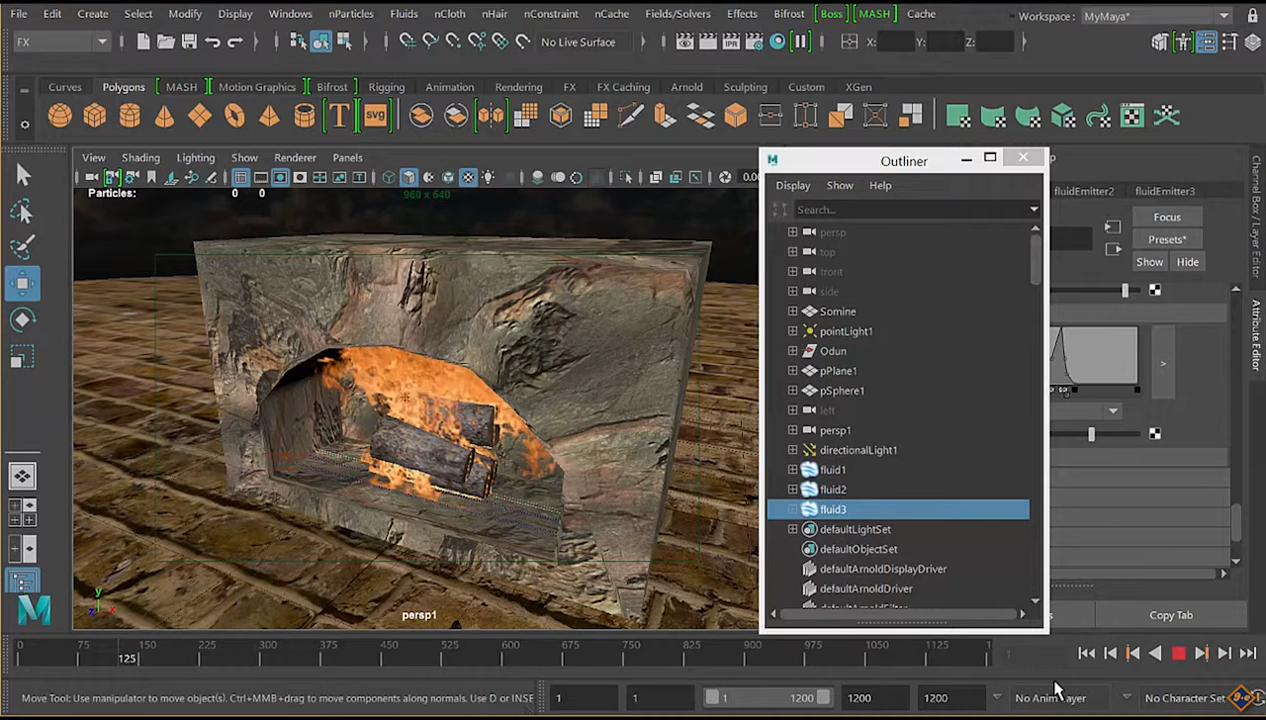 File Edit Create Select Modify Display Windows nParticles Fluids nCloth nHair nConstraint nCache Fields/Solvers Effects Bifrost Boss MASH Cache Workspace : MyMaya*
FX No Live Surface X: Y: Z:
Curves Polygons MASH Motion Graphics Bifrost Rigging Animation Rendering FX FX Caching Arnold Sculpting Custom XGen
T svg
View Shading Lighting Show Renderer Panels
Particles: 0 0 960 x 640
Outliner
Display Show Help
Search...
persp
top
front
side
Somine
pointLight1
Odun
pPlane1
pSphere1
left
persp1
directionalLight1
fluid1
fluid2
fluid3
defaultLightSet
defaultObjectSet
defaultArnoldDisplayDriver
defaultArnoldDriver
fluidEmitter2 fluidEmitter3
Focus
Presets*
Show Hide
>
Copy Tab
Channel Box / Layer Editor
Attribute Editor
y
z x
persp1
0 75 150 225 300 375 450 525 600 675 750 825 900 975 1050 1125 1
125
Move Tool: Use manipulator to move object(s). Ctrl+MMB+drag to move components along normals. Use D or INSE 1 1 1 1200 1200 1200 No Anim Layer No Character Set